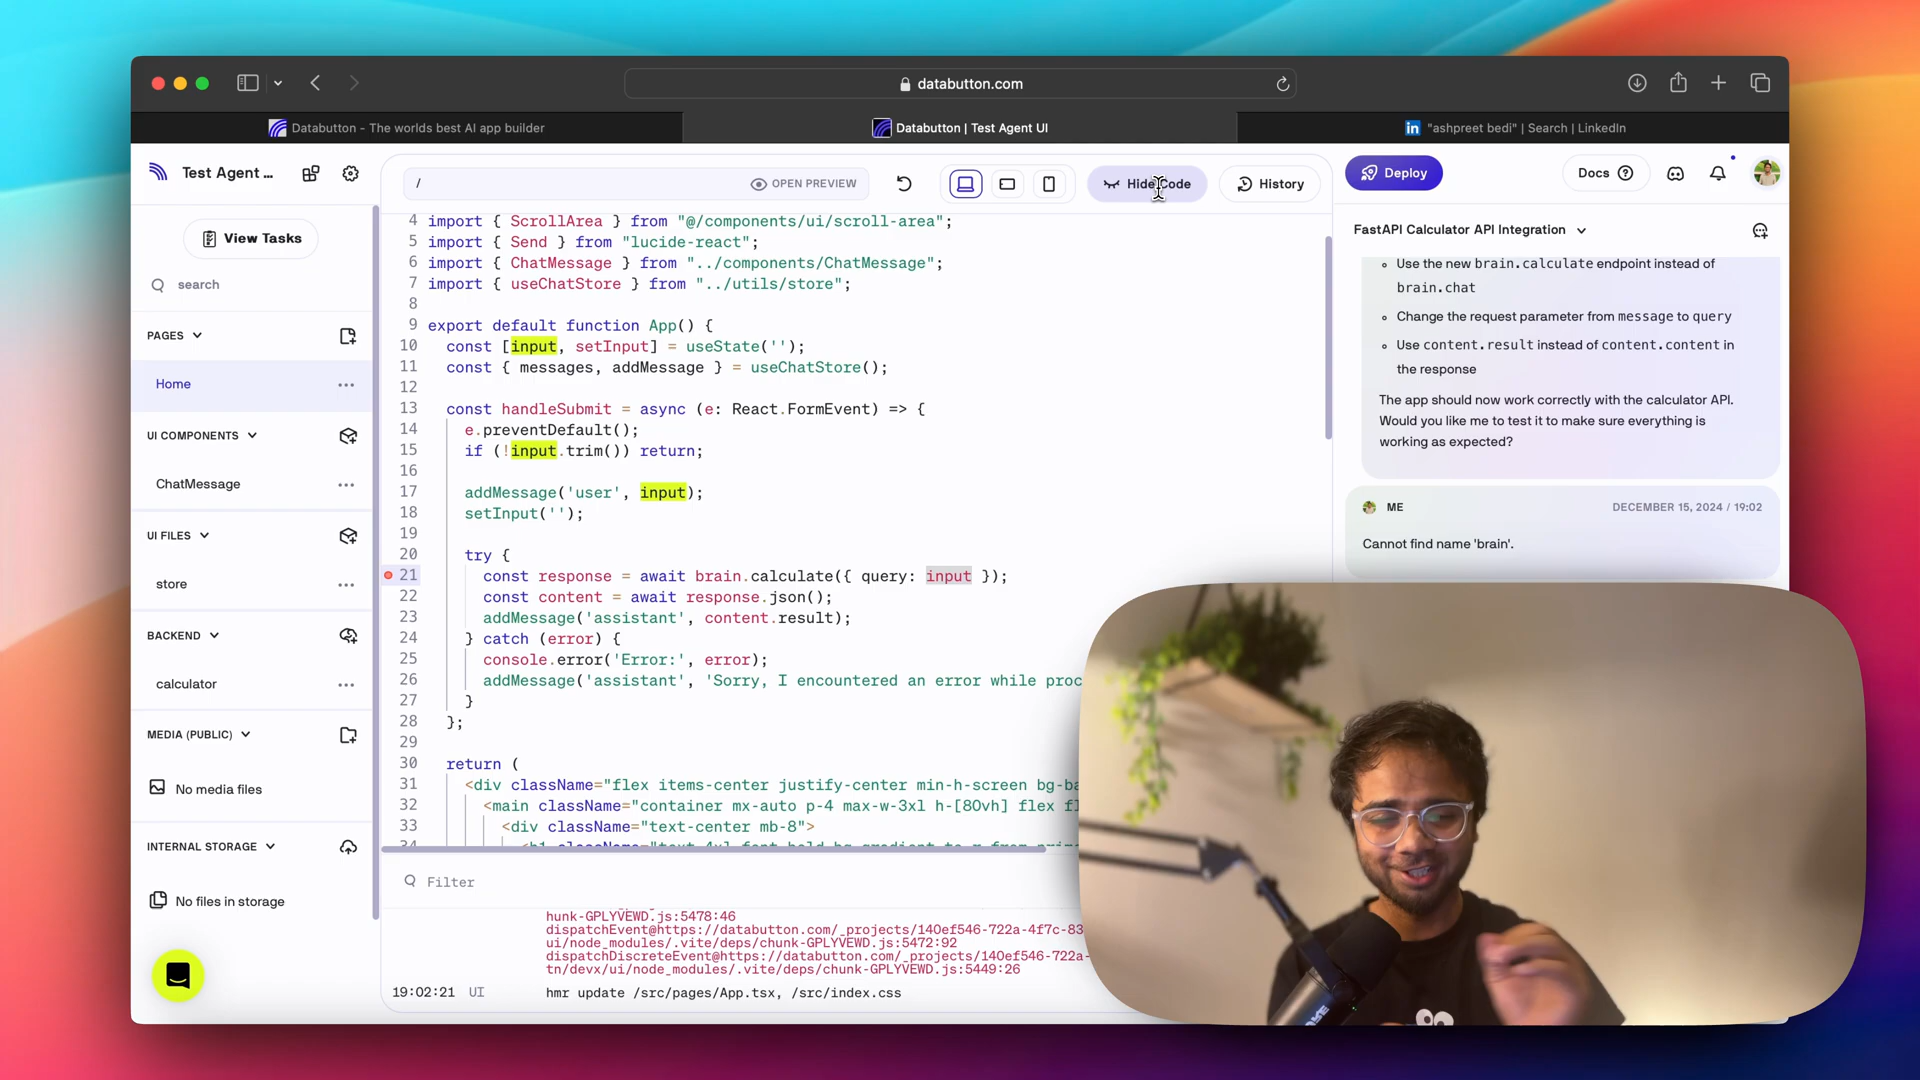 databutton.com
Databutton - The worlds best AI app builder
Databutton | Test Agent UI
in "ashpreet bedi" | Search | LinkedIn
Test Agent ...
/
OPEN PREVIEW
Hide Code
History
Deploy
Docs
View Tasks
search
PAGES
Home
UI COMPONENTS
ChatMessage
UI FILES
store
BACKEND
calculator
MEDIA (PUBLIC)
No media files
INTERNAL STORAGE
No files in storage
4 import { ScrollArea } from "@/components/ui/scroll-area";
5 import { Send } from "lucide-react";
6 import { ChatMessage } from "../components/ChatMessage";
7 import { useChatStore } from "../utils/store";
8
9 export default function App() {
10 const [input, setInput] = useState('');
11 const { messages, addMessage } = useChatStore();
12
13 const handleSubmit = async (e: React.FormEvent) => {
14 e.preventDefault();
15 if (!input.trim()) return;
16
17 addMessage('user', input);
18 setInput('');
19
20 try {
21 const response = await brain.calculate({ query: input });
22 const content = await response.json();
23 addMessage('assistant', content.result);
24 } catch (error) {
25 console.error('Error:', error);
26 addMessage('assistant', 'Sorry, I encountered an error while proc
27 }
28 };
29
30 return (
31 <div className="flex items-center justify-center min-h-screen bg-ba
32 <main className="container mx-auto p-4 max-w-3xl h-[80vh] flex fl
33 <div className="text-center mb-8">
Filter
hunk-GPLYVEWD.js:5478:46
dispatchEvent@https://databutton.com/_projects/140ef546-722a-4f7c-83
ui/node_modules/.vite/deps/chunk-GPLYVEWD.js:5472:92
dispatchDiscreteEvent@https://databutton.com/_projects/140ef546-722a-
tn/devx/ui/node_modules/.vite/deps/chunk-GPLYVEWD.js:5449:26
19:02:21 UI hmr update /src/pages/App.tsx, /src/index.css
FastAPI Calculator API Integration
Use the new brain.calculate endpoint instead of
brain.chat
Change the request parameter from message to query
Use content.result instead of content.content in
the response
The app should now work correctly with the calculator API.
Would you like me to test it to make sure everything is
working as expected?
ME DECEMBER 15, 2024 / 19:02
Cannot find name 'brain'.